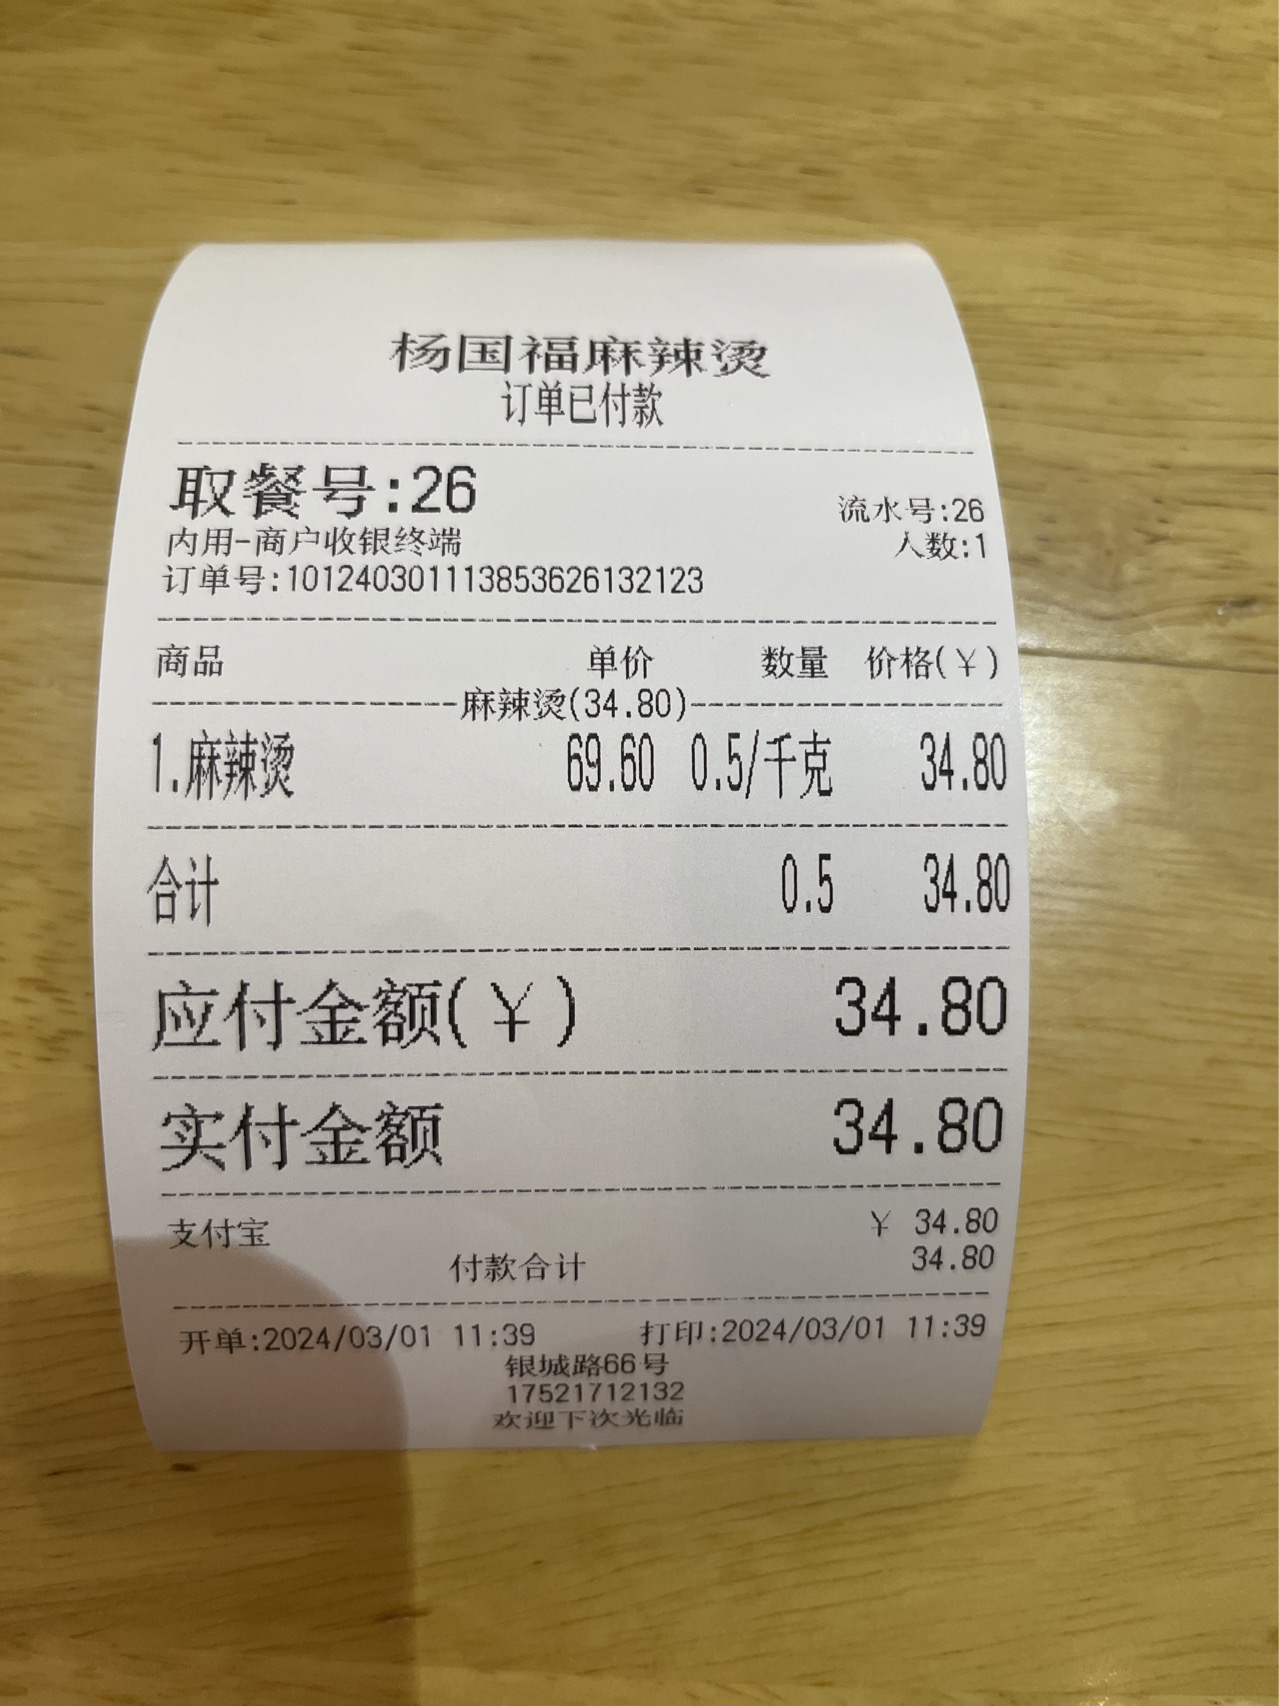 杨国福麻辣烫
订单已付款
取餐号:26
流水号:26
内用-商户收银终端
人数:1
订单号:101240301113853626132123
商品 单价 数量 价格(¥)
麻辣烫(34.80)
1.麻辣烫 69.60 0.5/千克 34.80
合计 0.5 34.80
应付金额(¥) 34.80
实付金额 34.80
支付宝 ¥ 34.80
付款合计 34.80
开单:2024/03/01 11:39 打印:2024/03/01 11:39
银城路66号
17521712132
欢迎下次光临